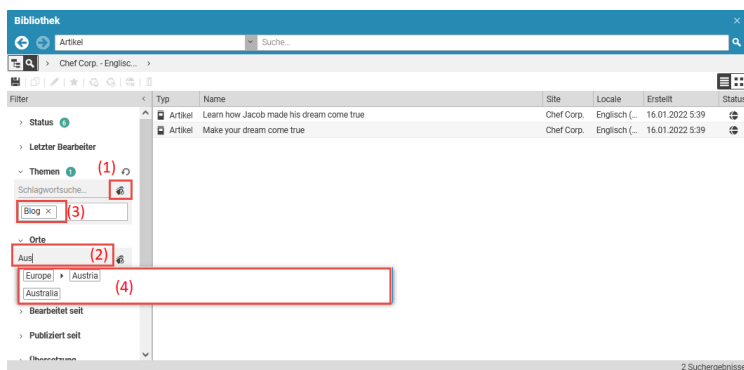 Bibliothek
Artikel
Suche...
> Chef Corp. - Englisc... >
Filter
Typ Name Site Locale Erstellt Status
Artikel Learn how Jacob made his dream come true Chef Corp. Englisch (... 16.01.2022 5:39
Artikel Make your dream come true Chef Corp. Englisch (... 16.01.2022 5:39
Status 6
Letzter Bearbeiter
Themen 1 (1)
Schlagwortsuche...
Blog × (3)
Orte
Aus (2)
Europe Austria
Australia (4)
Bearbeitet seit
Publiziert seit
Übersetzung
2 Suchergebnisse